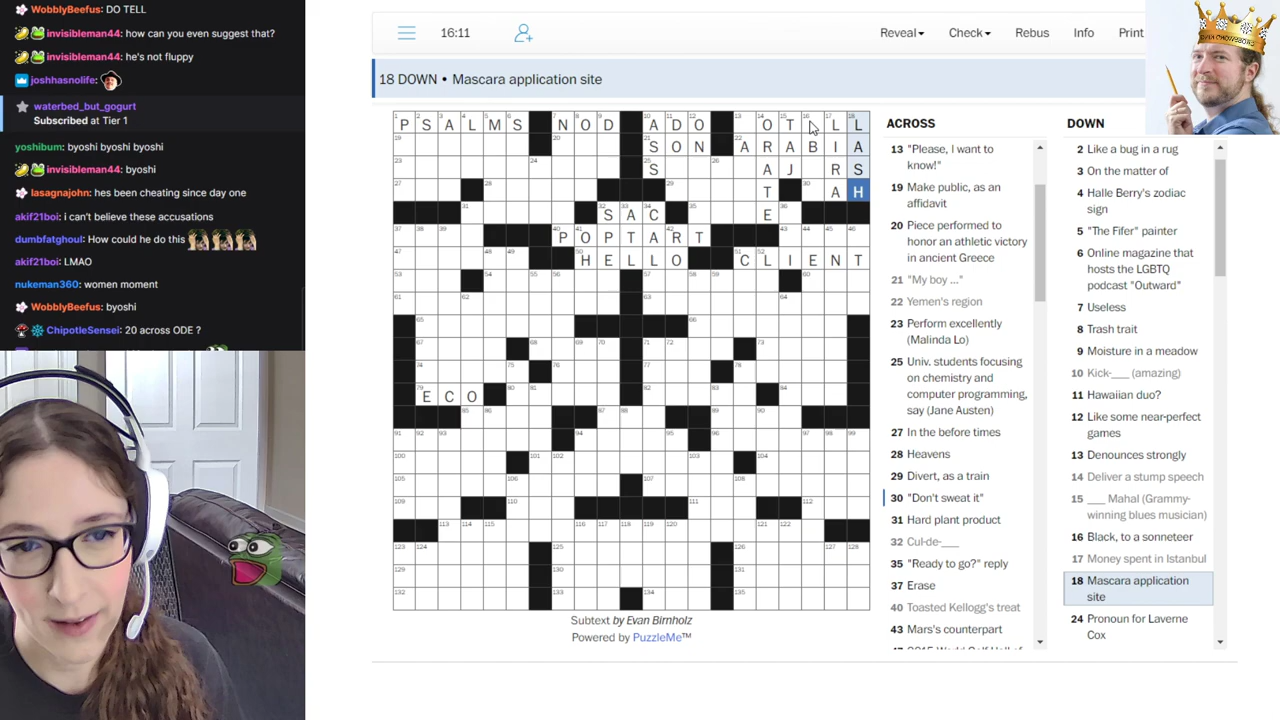 WobblyBeefus: DO TELL
invisibleman44: how can you even suggest that?
invisibleman44: he's not fluppy
joshhasnolife:
waterbed_but_gogurt
Subscribed at Tier 1
yoshibum: byoshi byoshi byoshi
invisibleman44:
lasagnajohn: hes been cheating since day one
akif21boi: i can't believe these accusations
dumbfatghoul: How could he do this
akif21boi: LMAO
nukeman360: women moment
WobblyBeefus: byoshi
ChipotleSensei: 20 across ODE ?
16:11
Reveal
Check
Rebus
Info
Print
18 DOWN • Mascara application site
PSALMS NOD ADO OTLL
SON ARABIA
S AJ RS
T AH
SAC E
POPTART
HELLO CLIENT
ECO
Subtext by Evan Birnholz
Powered by PuzzleMe™
ACROSS
13 "Please, I want to know!"
19 Make public, as an affidavit
20 Piece performed to honor an athletic victory in ancient Greece
21 "My boy ..."
22 Yemen's region
23 Perform excellently (Malinda Lo)
25 Univ. students focusing on chemistry and computer programming, say (Jane Austen)
27 In the before times
28 Heavens
29 Divert, as a train
30 "Don't sweat it"
31 Hard plant product
32 Cul-de-___
35 "Ready to go?" reply
37 Erase
40 Toasted Kellogg's treat
43 Mars's counterpart
DOWN
2 Like a bug in a rug
3 On the matter of
4 Halle Berry's zodiac sign
5 "The Fifer" painter
6 Online magazine that hosts the LGBTQ podcast "Outward"
7 Useless
8 Trash trait
9 Moisture in a meadow
10 Kick-___ (amazing)
11 Hawaiian duo?
12 Like some near-perfect games
13 Denounces strongly
14 Deliver a stump speech
15 ___ Mahal (Grammy-winning blues musician)
16 Black, to a sonneteer
17 Money spent in Istanbul
18 Mascara application site
24 Pronoun for Laverne Cox